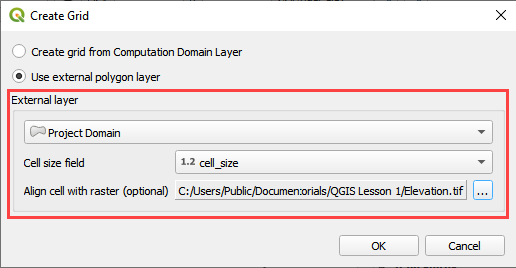 Create Grid
Create grid from Computation Domain Layer
Use external polygon layer
External layer
Project Domain
Cell size field 1.2 cell_size
Align cell with raster (optional) C:/Users/Public/Documen:orials/QGIS Lesson 1/Elevation.tif ...
OK Cancel